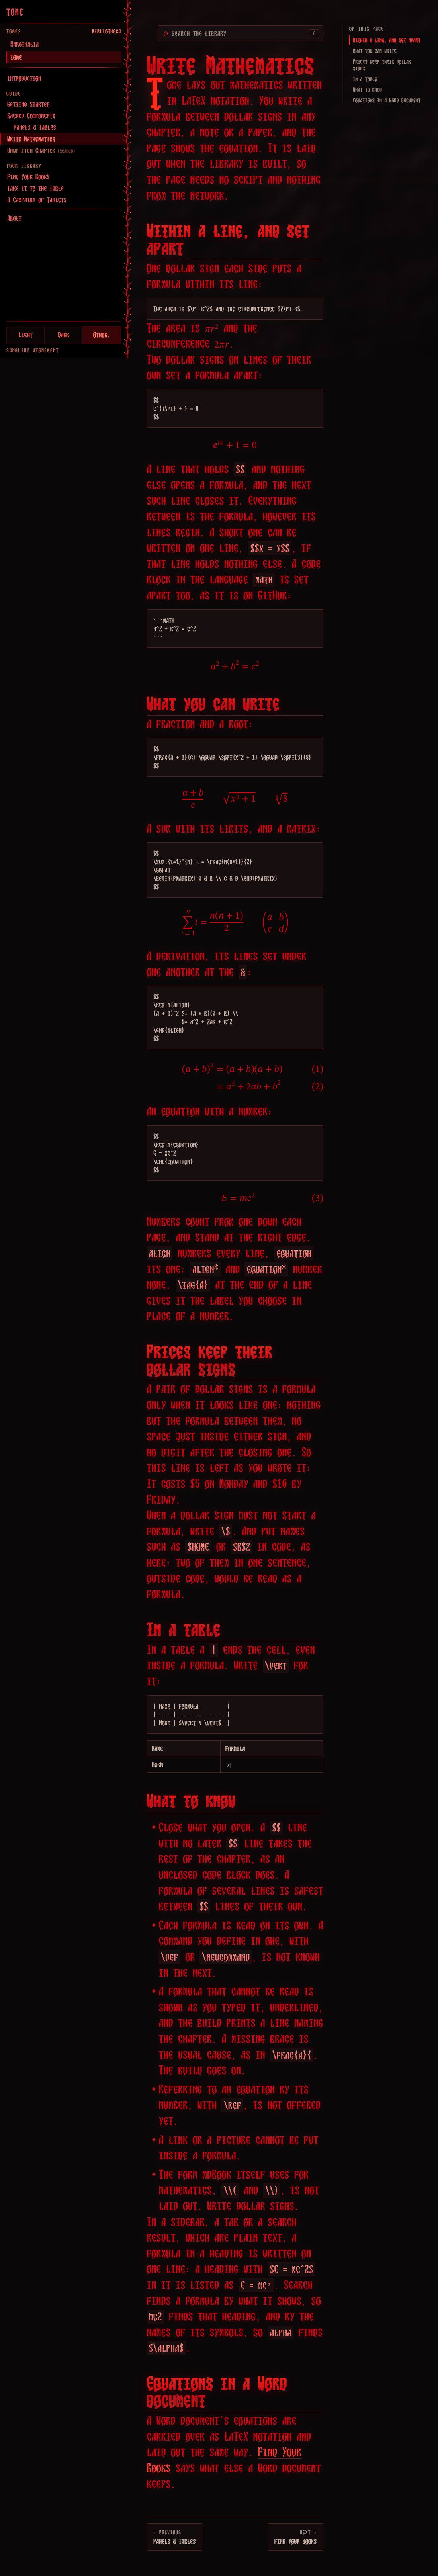 Tome
Tomes
Bibliotheca
Marginalia
Tome
Introduction
Guide
Getting Started
Sacred Components
Panels & Tables
Write Mathematics
Unwritten Chapter
Your Library
Find Your Books
Take It to the Table
A Campaign of Tablets
About
Light
Dark
Other.
Sanguine Atonement
Search the library
/
Write Mathematics
Tome lays out mathematics written
in LaTeX notation. You write a
formula between dollar signs in any
chapter, a note or a paper, and the
page shows the equation. It is laid
out when the library is built, so
the page needs no script and nothing
from the network.
Within a line, and set
apart
One dollar sign each side puts a
formula within its line:
The area is $\pi r^2$ and the circumference $2\pi r$.
The area is πr² and the
circumference 2πr.
Two dollar signs on lines of their
own set a formula apart:
$$
e^{i\pi} + 1 = 0
$$
e^{iπ} + 1 = 0
A line that holds $$ and nothing
else opens a formula, and the next
such line closes it. Everything
between is the formula, however its
lines begin. A short one can be
written on one line, $$x = y$$, if
that line holds nothing else. A code
block in the language math is set
apart too, as it is on GitHub:
```math
a^2 + b^2 = c^2
```
a² + b² = c²
What you can write
A fraction and a root:
$$
\frac{a + b}{c} \qquad \sqrt{x^2 + 1} \qquad \sqrt[3]{8}
$$
(a + b)/c √(x² + 1) ∛8
A sum with its limits, and a matrix:
$$
\sum_{i=1}^{n} i = \frac{n(n+1)}{2}
\qquad
\begin{pmatrix} a & b \\ c & d \end{pmatrix}
$$
∑_{i=1}^{n} i = n(n + 1)/2 (a b c d)
A derivation, its lines set under
one another at the &:
$$
\begin{align}
(a + b)^2 &= (a + b)(a + b) \\
&= a^2 + 2ab + b^2
\end{align}
$$
(a + b)² = (a + b)(a + b) (1)
= a² + 2ab + b² (2)
An equation with a number:
$$
\begin{equation}
E = mc^2
\end{equation}
$$
E = mc² (3)
Numbers count from one down each
page, and stand at the right edge.
align numbers every line, equation
its one; align* and equation* number
none. \tag{A} at the end of a line
gives it the label you choose in
place of a number.
Prices keep their
dollar signs
A pair of dollar signs is a formula
only when it looks like one: nothing
but the formula between them, no
space just inside either sign, and
no digit after the closing one. So
this line is left as you wrote it:
It costs $5 on Monday and $10 by
Friday.
When a dollar sign must not start a
formula, write \$. And put names
such as $HOME or $R$2 in code, as
here: two of them in one sentence,
outside code, would be read as a
formula.
In a table
In a table a | ends the cell, even
inside a formula. Write \vert for
it:
| Name | Formula |
|------|-----------------|
| Norm | $\vert x \vert$ |
Name
Formula
Norm
|x|
What to know
• Close what you open. A $$ line
with no later $$ line takes the
rest of the chapter, as an
unclosed code block does. A
formula of several lines is safest
between $$ lines of their own.
• Each formula is read on its own. A
command you define in one, with
\def or \newcommand, is not known
in the next.
• A formula that cannot be read is
shown as you typed it, underlined,
and the build prints a line naming
the chapter. A missing brace is
the usual cause, as in \frac{a}{.
The build goes on.
• Referring to an equation by its
number, with \ref, is not offered
yet.
• A link or a picture cannot be put
inside a formula.
• The form mdBook itself uses for
mathematics, \\( and \\), is not
laid out. Write dollar signs.
In a sidebar, a tab or a search
result, which are plain text, a
formula in a heading is written on
one line: a heading with $E = mc^2$
in it is listed as E = mc². Search
finds a formula by what it shows, so
mc2 finds that heading, and by the
names of its symbols, so alpha finds
$\alpha$.
Equations in a Word
document
A Word document's equations are
carried over as LaTeX notation and
laid out the same way. Find Your
Books says what else a Word document
keeps.
← Previous
Panels & Tables
Next →
Find Your Books
On this page
Within a line, and set apart
What you can write
Prices keep their dollar
signs
In a table
What to know
Equations in a Word document